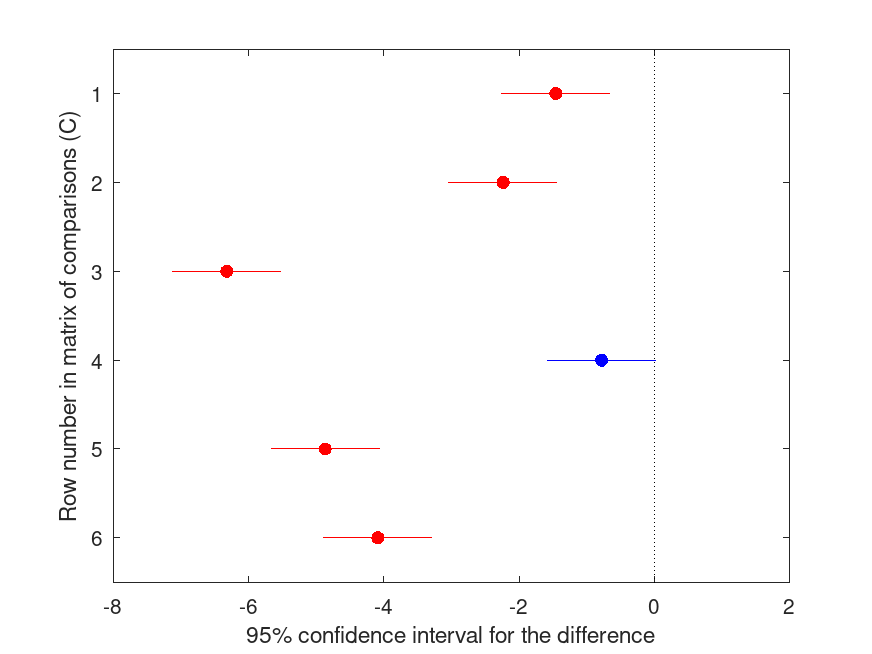 Row number in matrix of comparisons (C)
1
2
3
4
5
6
-8 -6 -4 -2 0 2
95% confidence interval for the difference